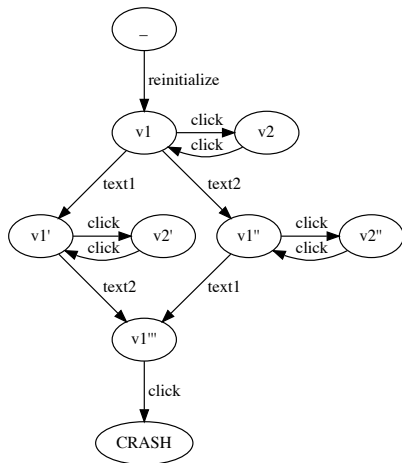 _
reinitialize
v1
click
click
v2
text1
text2
v1'
click
click
v2'
v1''
click
click
v2''
text2
text1
v1'''
click
CRASH